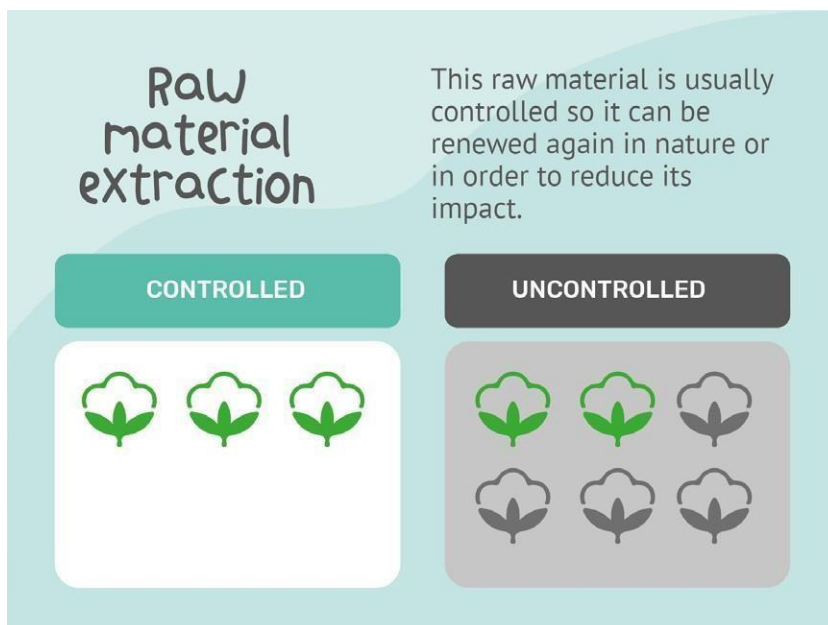 Raw
material
extraction
This raw material is usually
controlled so it can be
renewed again in nature or
in order to reduce its
impact.
CONTROLLED
UNCONTROLLED